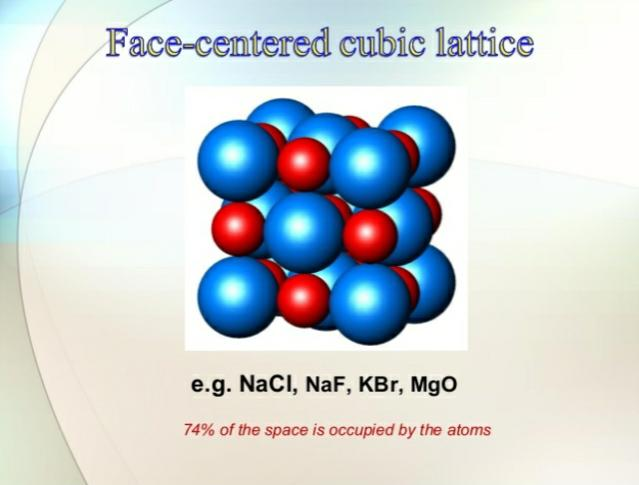 Face-centered cubic lattice
e.g. NaCl, NaF, KBr, MgO
74% of the space is occupied by the atoms